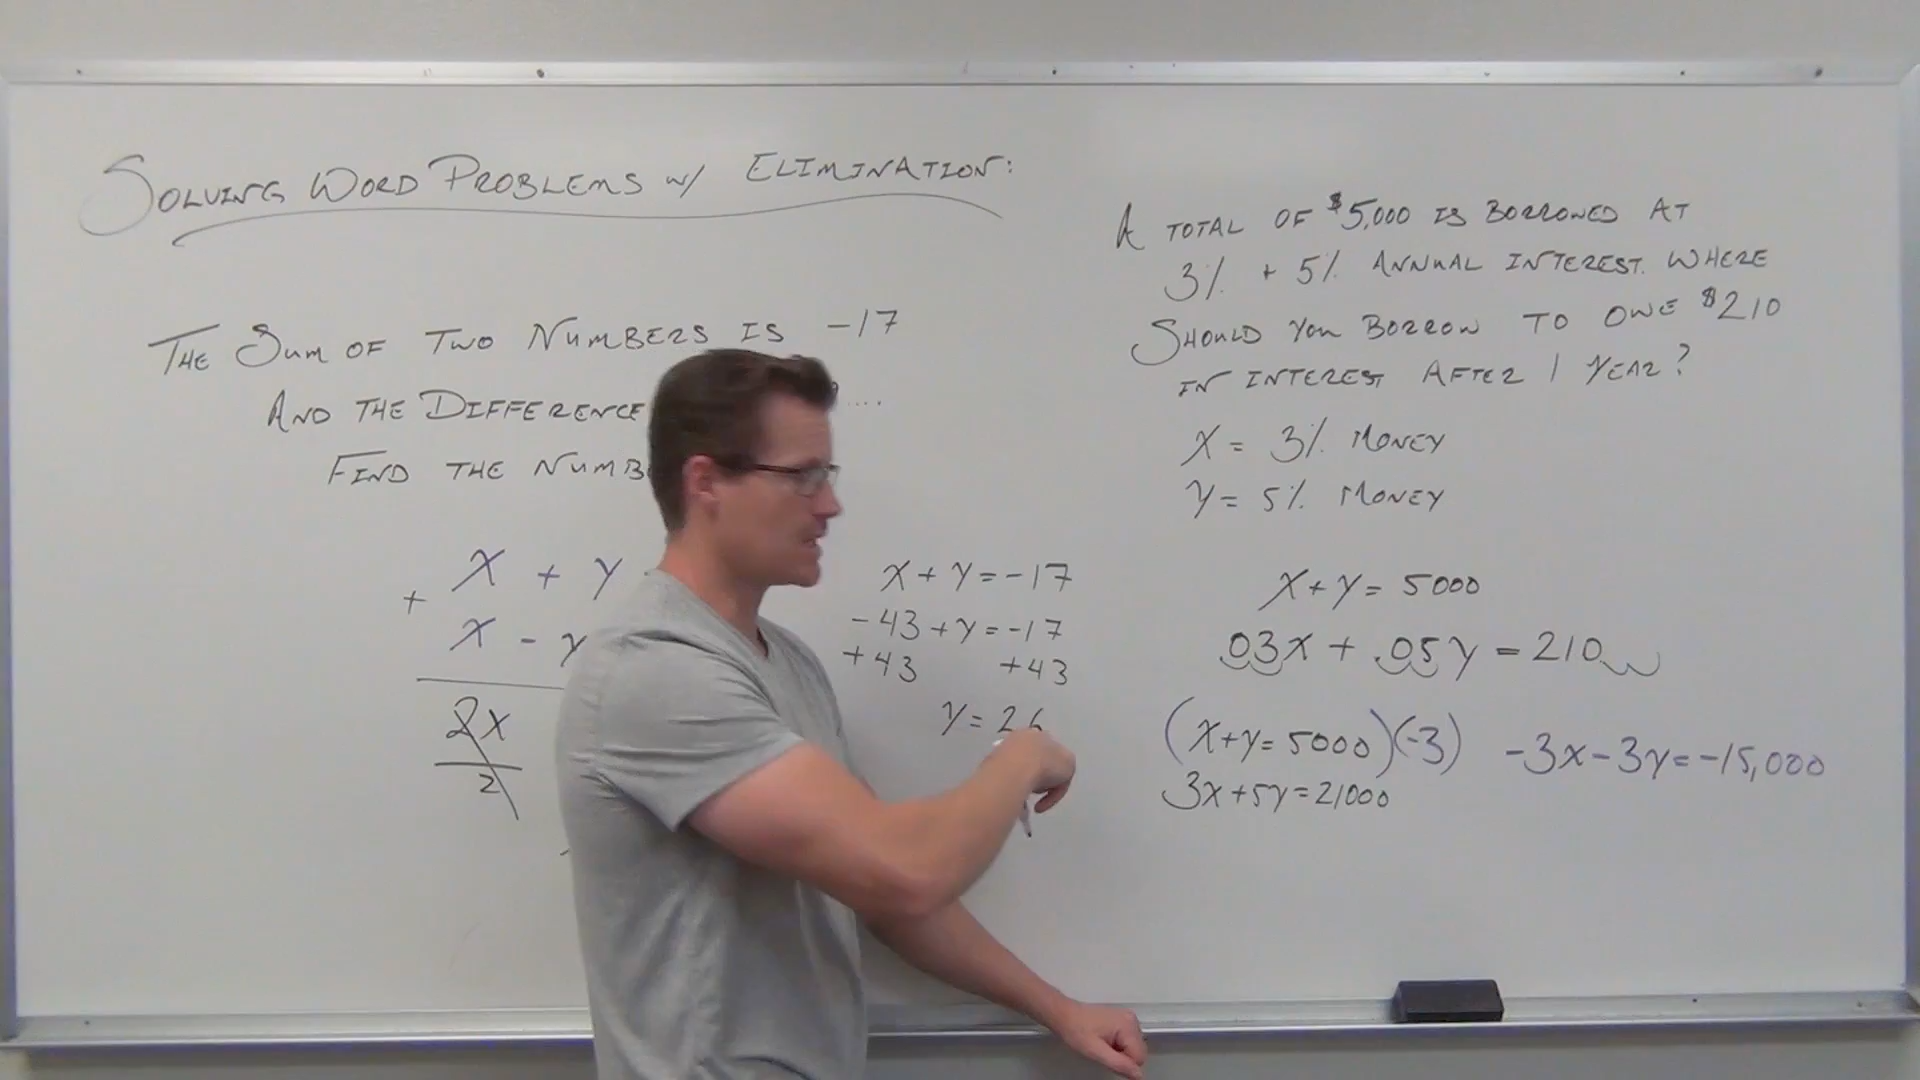 SOLVING WORD PROBLEMS W/ ELIMINATION:
THE SUM OF TWO NUMBERS IS -17
AND THE DIFFERENCE ....
FIND THE
+ X + Y
X - Y
2X
2
X + Y = -17
-43 + Y = -17
+43 +43
Y = 26
A TOTAL OF $5,000 IS BORROWED AT
3% + 5% ANNUAL INTEREST. WHERE
SHOULD YOU BORROW TO OWE $210
IN INTEREST AFTER 1 YEAR?
X = 3% MONEY
Y = 5% MONEY
X + Y = 5000
.03X + .05Y = 210
(X+Y=5000)(-3) -3X-3Y=-15,000
3X+5Y=21000